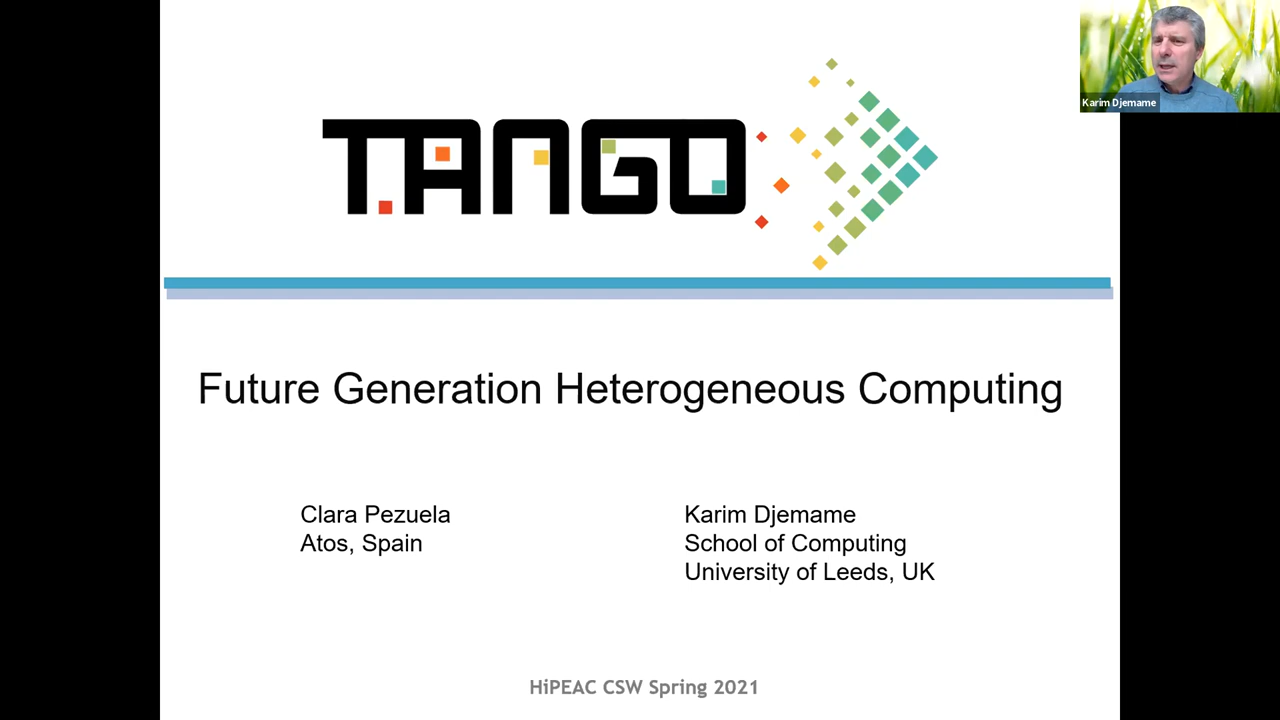 Karim Djemame
TANGO
Future Generation Heterogeneous Computing
Clara Pezuela
Atos, Spain
Karim Djemame
School of Computing
University of Leeds, UK
HiPEAC CSW Spring 2021